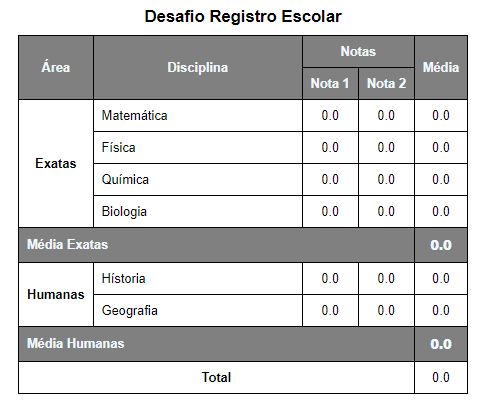 Desafio Registro Escolar
Área Disciplina Notas Média
Nota 1 Nota 2
Exatas
Matemática 0.0 0.0 0.0
Física 0.0 0.0 0.0
Química 0.0 0.0 0.0
Biologia 0.0 0.0 0.0
Média Exatas 0.0
Humanas
Hístoria 0.0 0.0 0.0
Geografia 0.0 0.0 0.0
Média Humanas 0.0
Total 0.0